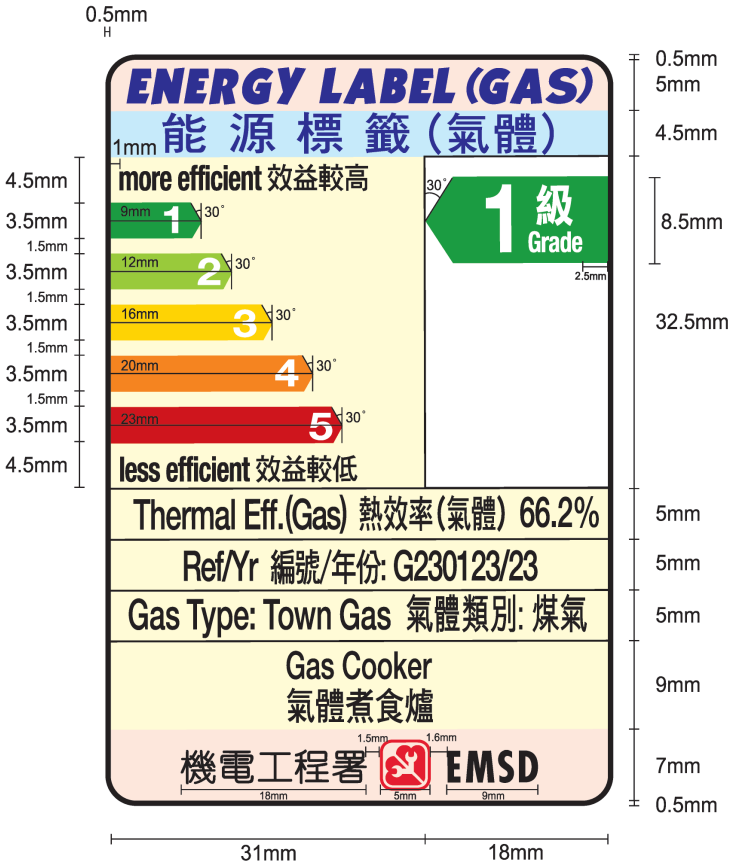 0.5mm
H
ENERGY LABEL (GAS)
能源標籤(氣體)
0.5mm
5mm
4.5mm
1mm
more efficient 效益較高
4.5mm
3.5mm
9mm
1
30°
1.5mm
3.5mm
12mm
2
30°
1.5mm
3.5mm
16mm
3
30°
1.5mm
3.5mm
20mm
4
30°
1.5mm
3.5mm
23mm
5
30°
4.5mm
less efficient 效益較低
30°
1級
Grade
2.5mm
8.5mm
32.5mm
Thermal Eff.(Gas) 熱效率(氣體) 66.2%
5mm
Ref/Yr 編號/年份: G230123/23
5mm
Gas Type: Town Gas 氣體類別: 煤氣
5mm
Gas Cooker
氣體煮食爐
9mm
1.5mm
1.6mm
機電工程署 EMSD
18mm
5mm
9mm
7mm
0.5mm
31mm
18mm